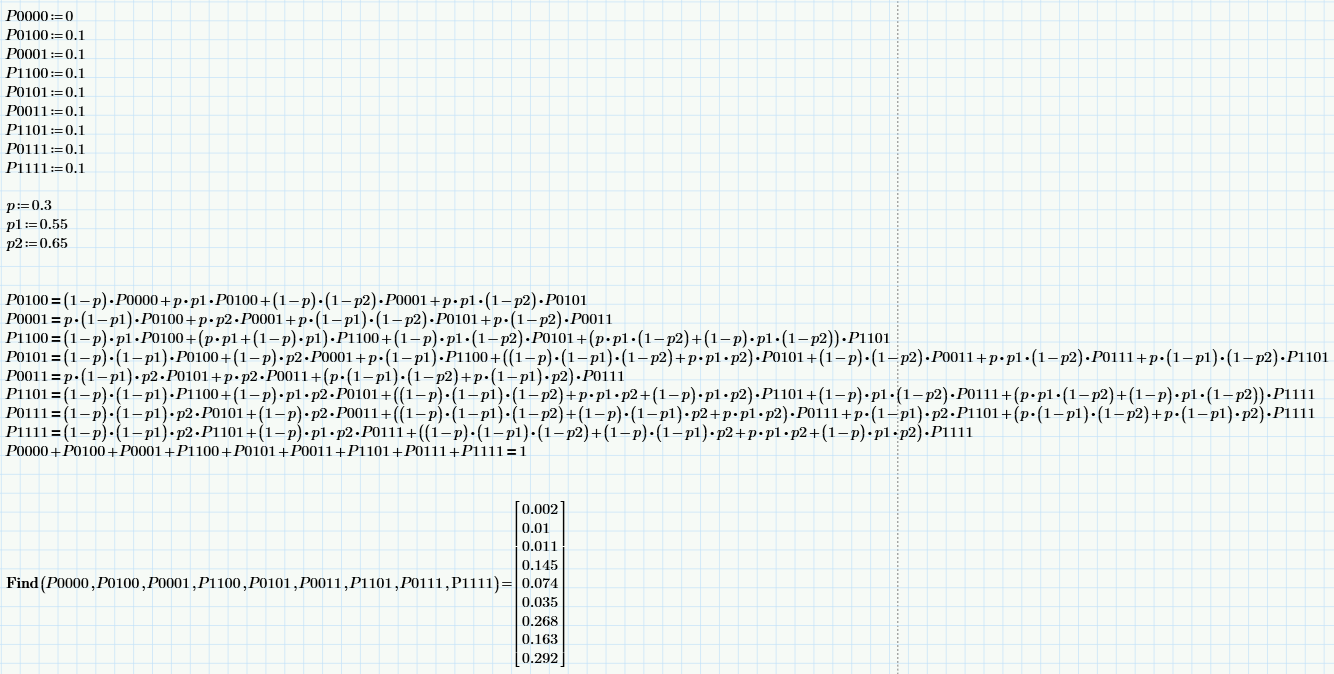 P0000:=0
P0100:=0.1
P0001:=0.1
P1100:=0.1
P0101:=0.1
P0011:=0.1
P1101:=0.1
P0111:=0.1
P1111:=0.1
p:=0.3
p1:=0.55
p2:=0.65
P0100=(1−p)•P0000+p•p1•P0100+(1−p)•(1−p2)•P0001+p•p1•(1−p2)•P0101
P0001=p•(1−p1)•P0100+p•p2•P0001+p•(1−p1)•(1−p2)•P0101+p•(1−p2)•P0011
P1100=(1−p)•p1•P0100+(p•p1+(1−p)•p1)•P1100+(1−p)•p1•(1−p2)•P0101+(p•p1•(1−p2)+(1−p)•p1•(1−p2))•P1101
P0101=(1−p)•(1−p1)•P0100+(1−p)•p2•P0001+p•(1−p1)•P1100+((1−p)•(1−p1)•(1−p2)+p•p1•p2)•P0101+(1−p)•(1−p2)•P0011+p•p1•(1−p2)•P0111+p•(1−p1)•(1−p2)•P1101
P0011=p•(1−p1)•p2•P0101+p•p2•P0011+(p•(1−p1)•(1−p2)+p•(1−p1)•p2)•P0111
P1101=(1−p)•(1−p1)•P1100+(1−p)•p1•p2•P0101+((1−p)•(1−p1)•(1−p2)+p•p1•p2+(1−p)•p1•p2)•P1101+(1−p)•p1•(1−p2)•P0111+(p•p1•(1−p2)+(1−p)•p1•(1−p2))•P1111
P0111=(1−p)•(1−p1)•p2•P0101+(1−p)•p2•P0011+((1−p)•(1−p1)•(1−p2)+(1−p)•(1−p1)•p2+p•p1•p2)•P0111+p•(1−p1)•p2•P1101+(p•(1−p1)•(1−p2)+p•(1−p1)•p2)•P1111
P1111=(1−p)•(1−p1)•p2•P1101+(1−p)•p1•p2•P0111+((1−p)•(1−p1)•(1−p2)+(1−p)•(1−p1)•p2+p•p1•p2+(1−p)•p1•p2)•P1111
P0000+P0100+P0001+P1100+P0101+P0011+P1101+P0111+P1111=1
Find(P0000,P0100,P0001,P1100,P0101,P0011,P1101,P0111,P1111)=
0.002
0.01
0.011
0.145
0.074
0.035
0.268
0.163
0.292